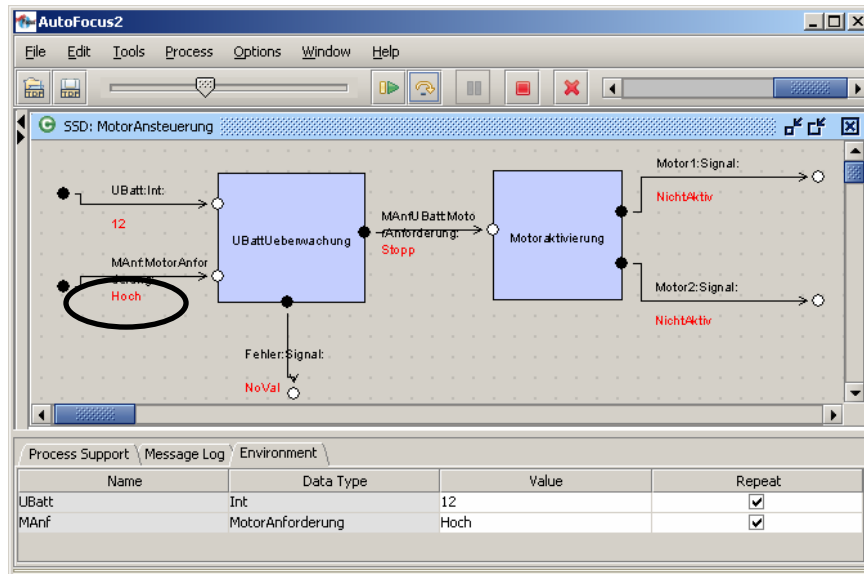 AutoFocus2
File Edit Tools Process Options Window Help
SSD: MotorAnsteuerung
UBatt:Int:
12
MAnf:MotorAnfor
derung:
Hoch
UBattUeberwachung
Fehler:Signal:
NoVal
MAnfUBatt:Moto
rAnforderung:
Stopp
Motoraktivierung
Motor1:Signal:
NichtAktiv
Motor2:Signal:
NichtAktiv
Process Support Message Log Environment
Name Data Type Value Repeat
UBatt Int 12
MAnf MotorAnforderung Hoch